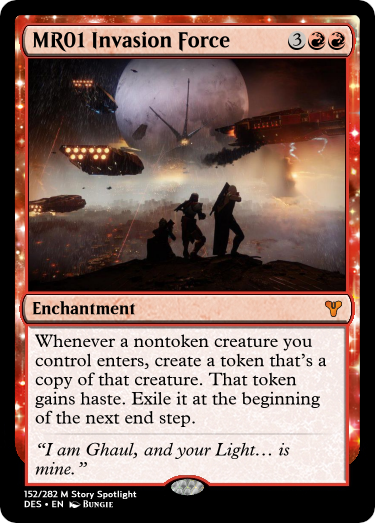 MR01 Invasion Force 3
Enchantment
Whenever a nontoken creature you
control enters, create a token that's a
copy of that creature. That token
gains haste. Exile it at the beginning
of the next end step.
“I am Ghaul, and your Light… is
mine.”
152/282 M Story Spotlight
DES • EN Bungie